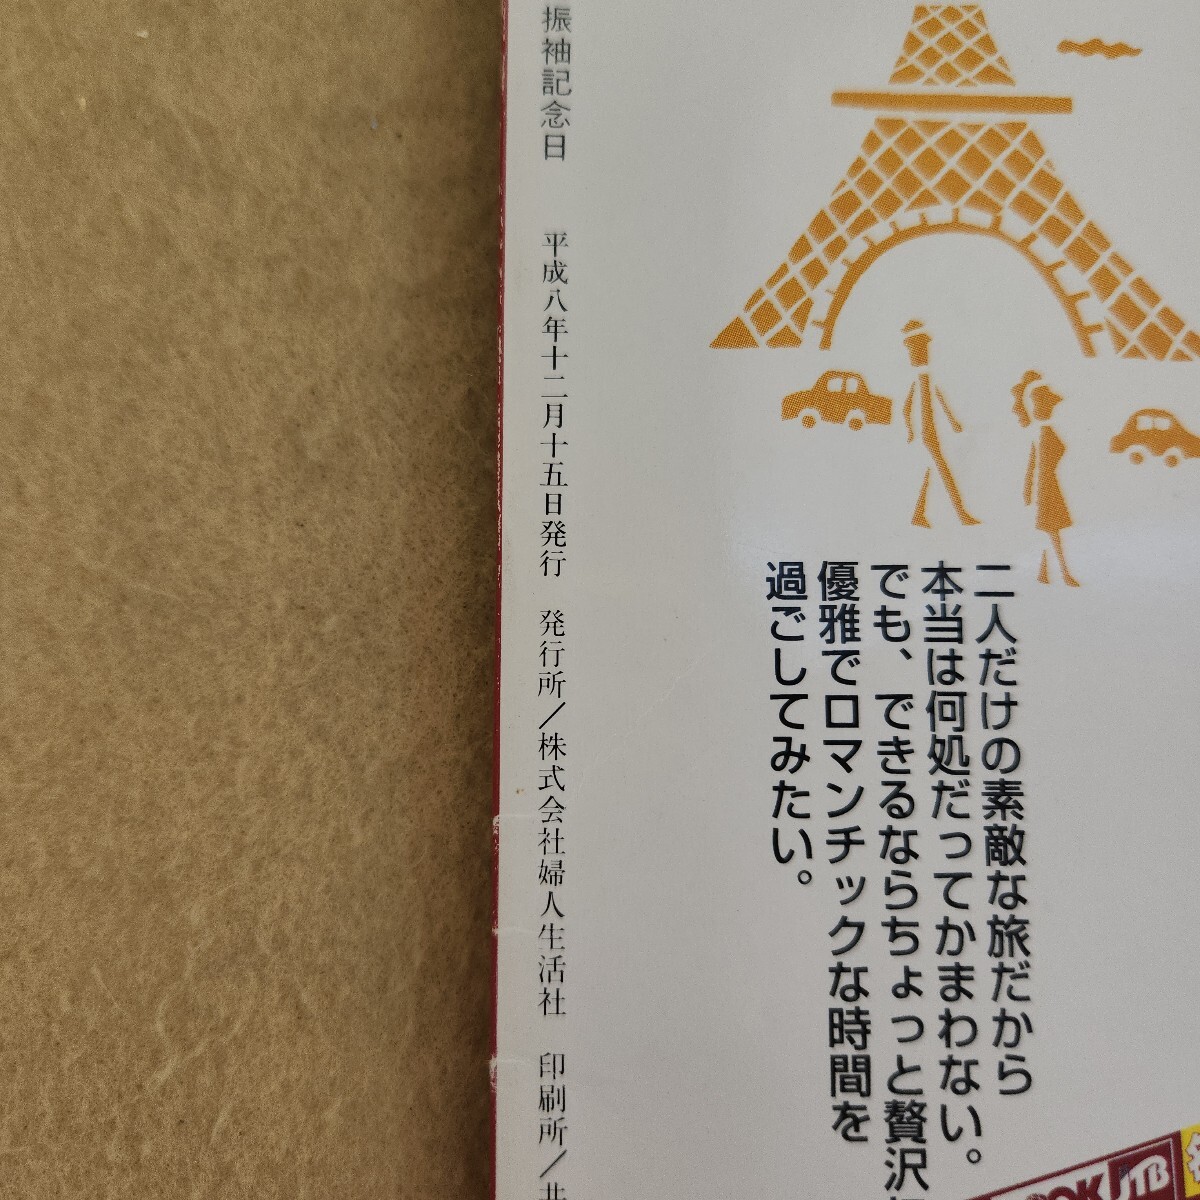 二人だけの素敵な旅だから
本当は何処だってかまわない。
でも、できるならちょっと贅沢
優雅でロマンチックな時間を
過ごしてみたい。
振袖記念日 平成八年十二月十五日発行 発行所/株式会社婦人生活社 印刷所/共
OK JTB